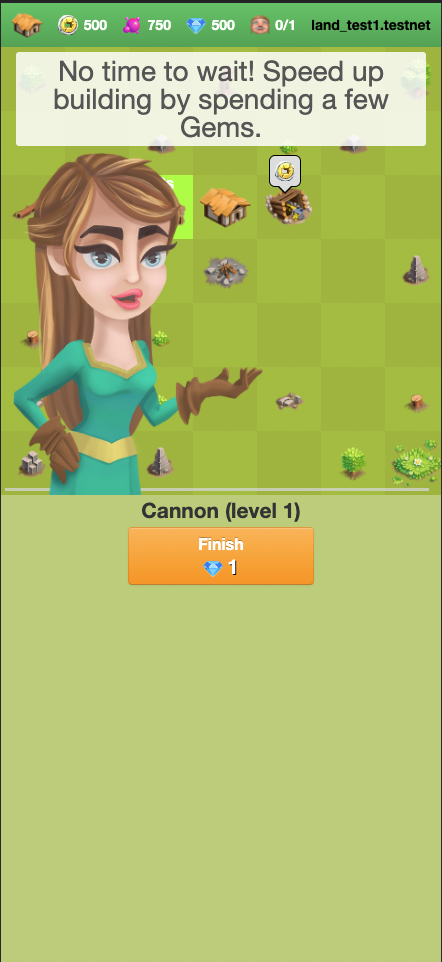 500 750 500 0/1 land_test1.testnet
No time to wait! Speed up
building by spending a few
Gems.
Cannon (level 1)
Finish
1